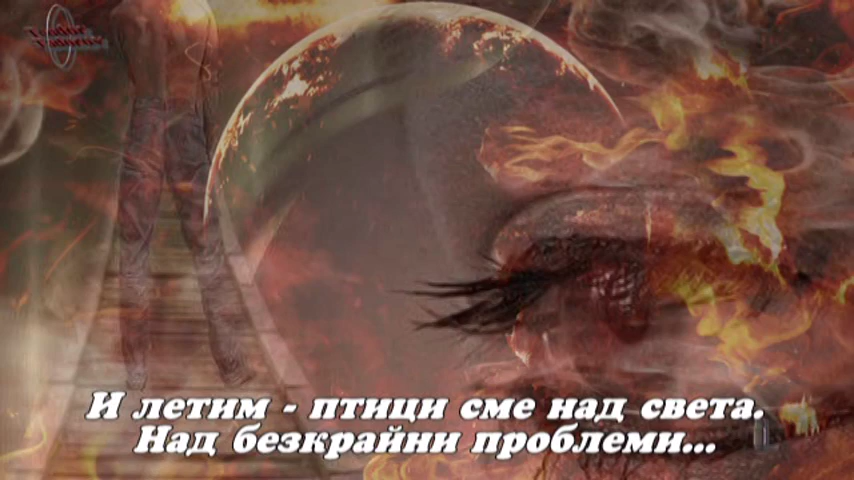 И летим - птици сме над света.
Над безкрайни проблеми...